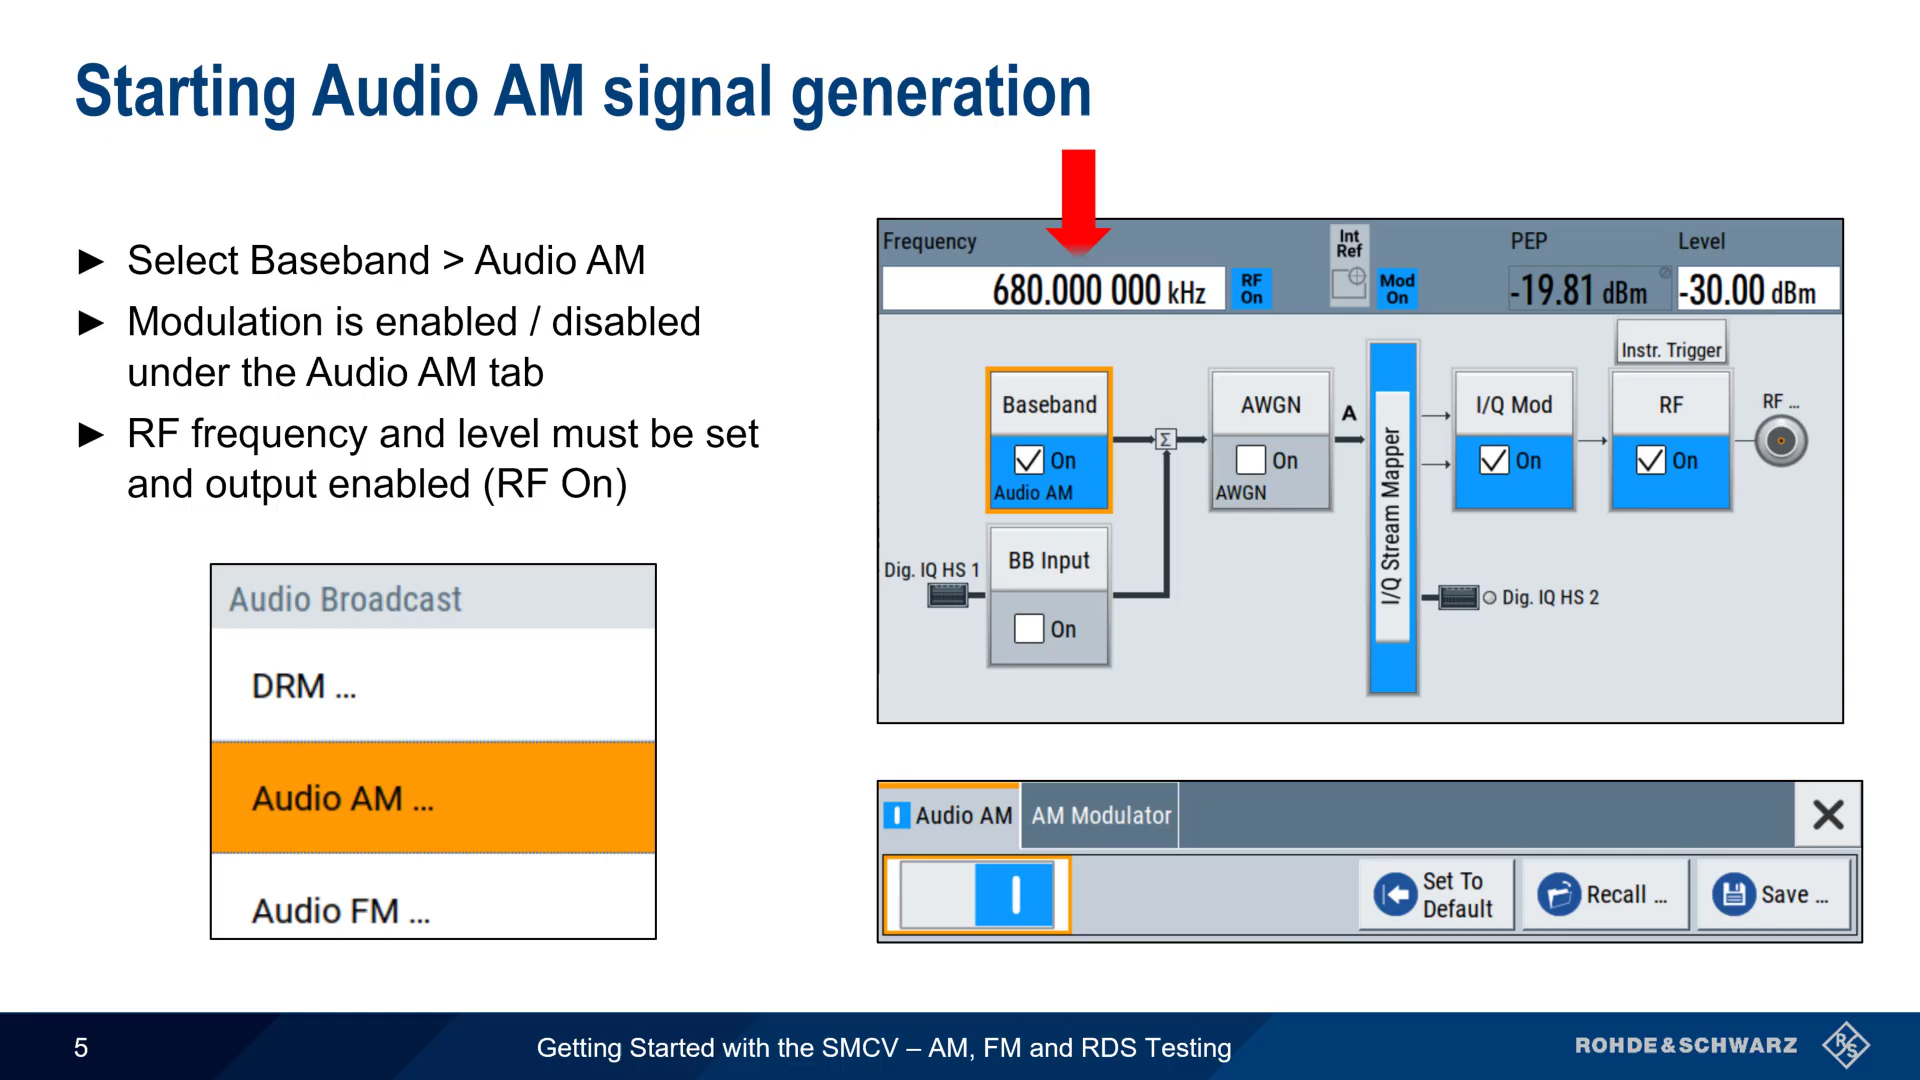 Starting Audio AM signal generation
► Select Baseband > Audio AM
► Modulation is enabled / disabled
under the Audio AM tab
► RF frequency and level must be set
and output enabled (RF On)
Audio Broadcast
DRM ...
Audio AM ...
Audio FM ...
Frequency
680.000 000 kHz
RF
On
Int
Ref
Mod
On
PEP
-19.81 dBm
Level
-30.00 dBm
Instr. Trigger
Baseband
On
Audio AM
Σ
AWGN
On
AWGN
A
I/Q Stream Mapper
I/Q Mod
On
RF
On
RF ...
Dig. IQ HS 1
BB Input
On
Dig. IQ HS 2
Audio AM
AM Modulator
Set To
Default
Recall ...
Save ...
5
Getting Started with the SMCV – AM, FM and RDS Testing
ROHDE&SCHWARZ
R&S